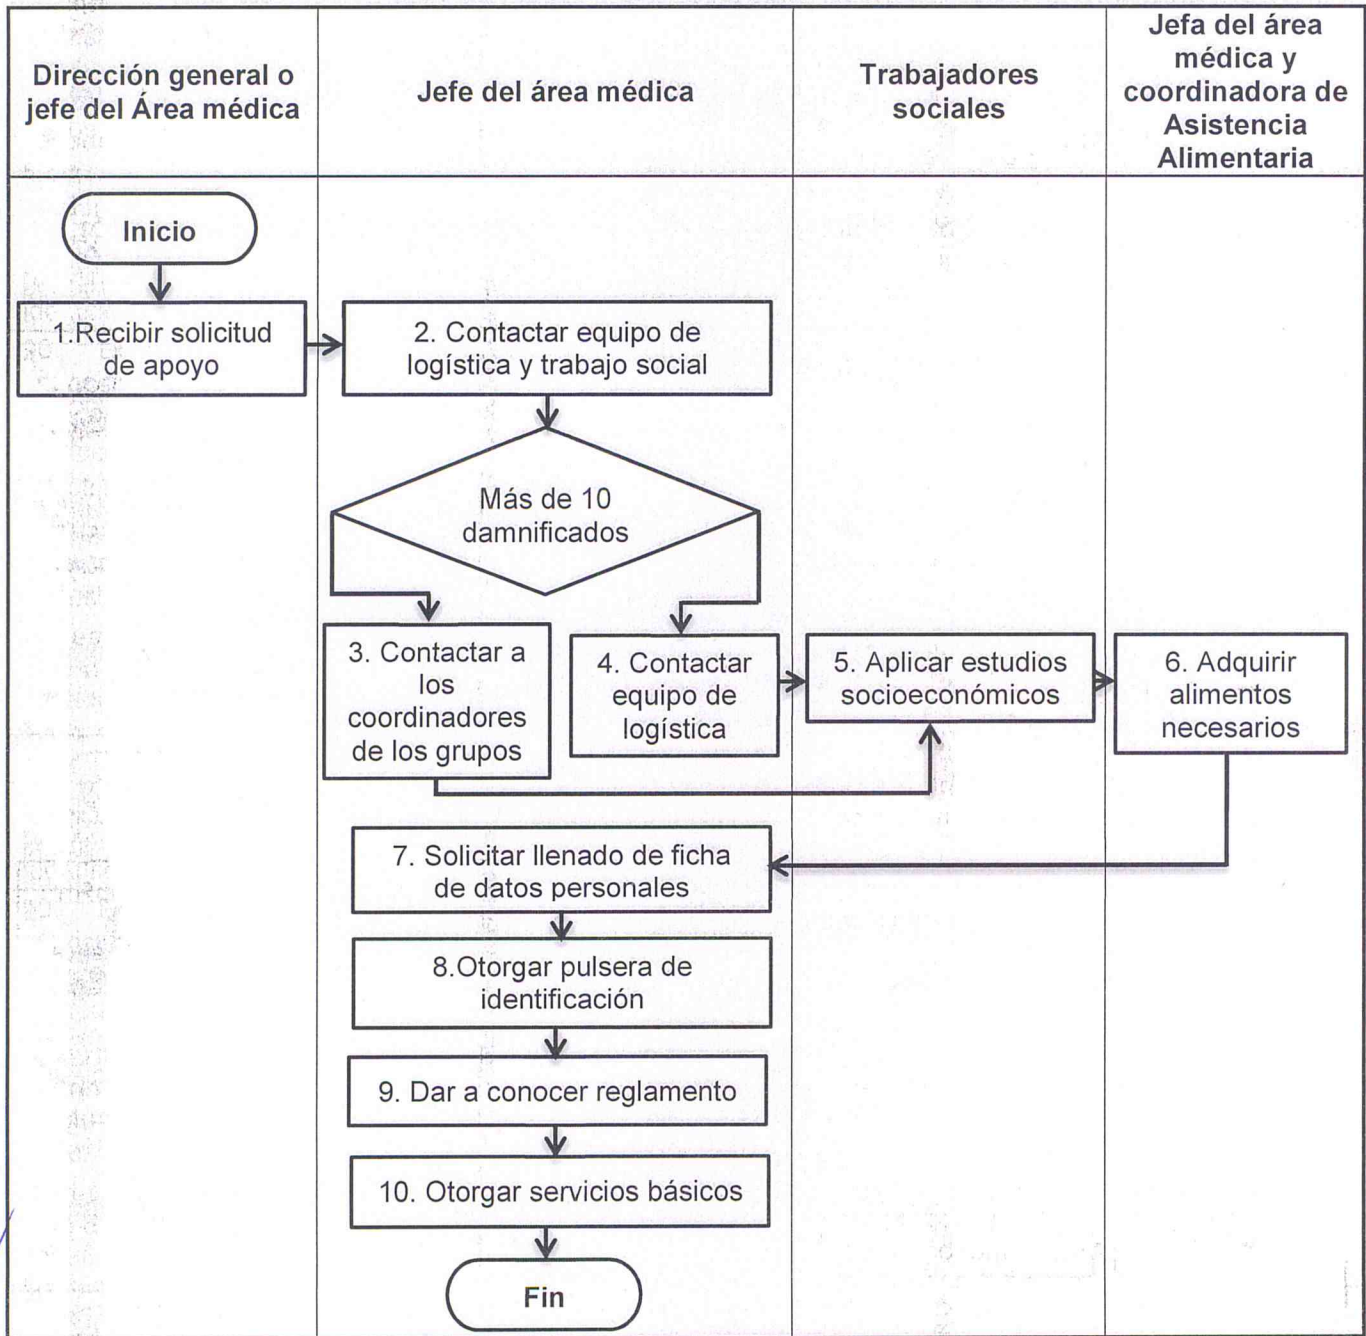 Dirección general o
jefe del Área médica
Jefe del área médica
Trabajadores
sociales
Jefa del área
médica y
coordinadora de
Asistencia
Alimentaria
Inicio
1.Recibir solicitud
de apoyo
2. Contactar equipo de
logística y trabajo social
Más de 10
damnificados
3. Contactar a
los
coordinadores
de los grupos
4. Contactar
equipo de
logística
5. Aplicar estudios
socioeconómicos
6. Adquirir
alimentos
necesarios
7. Solicitar llenado de ficha
de datos personales
8.Otorgar pulsera de
identificación
9. Dar a conocer reglamento
10. Otorgar servicios básicos
Fin